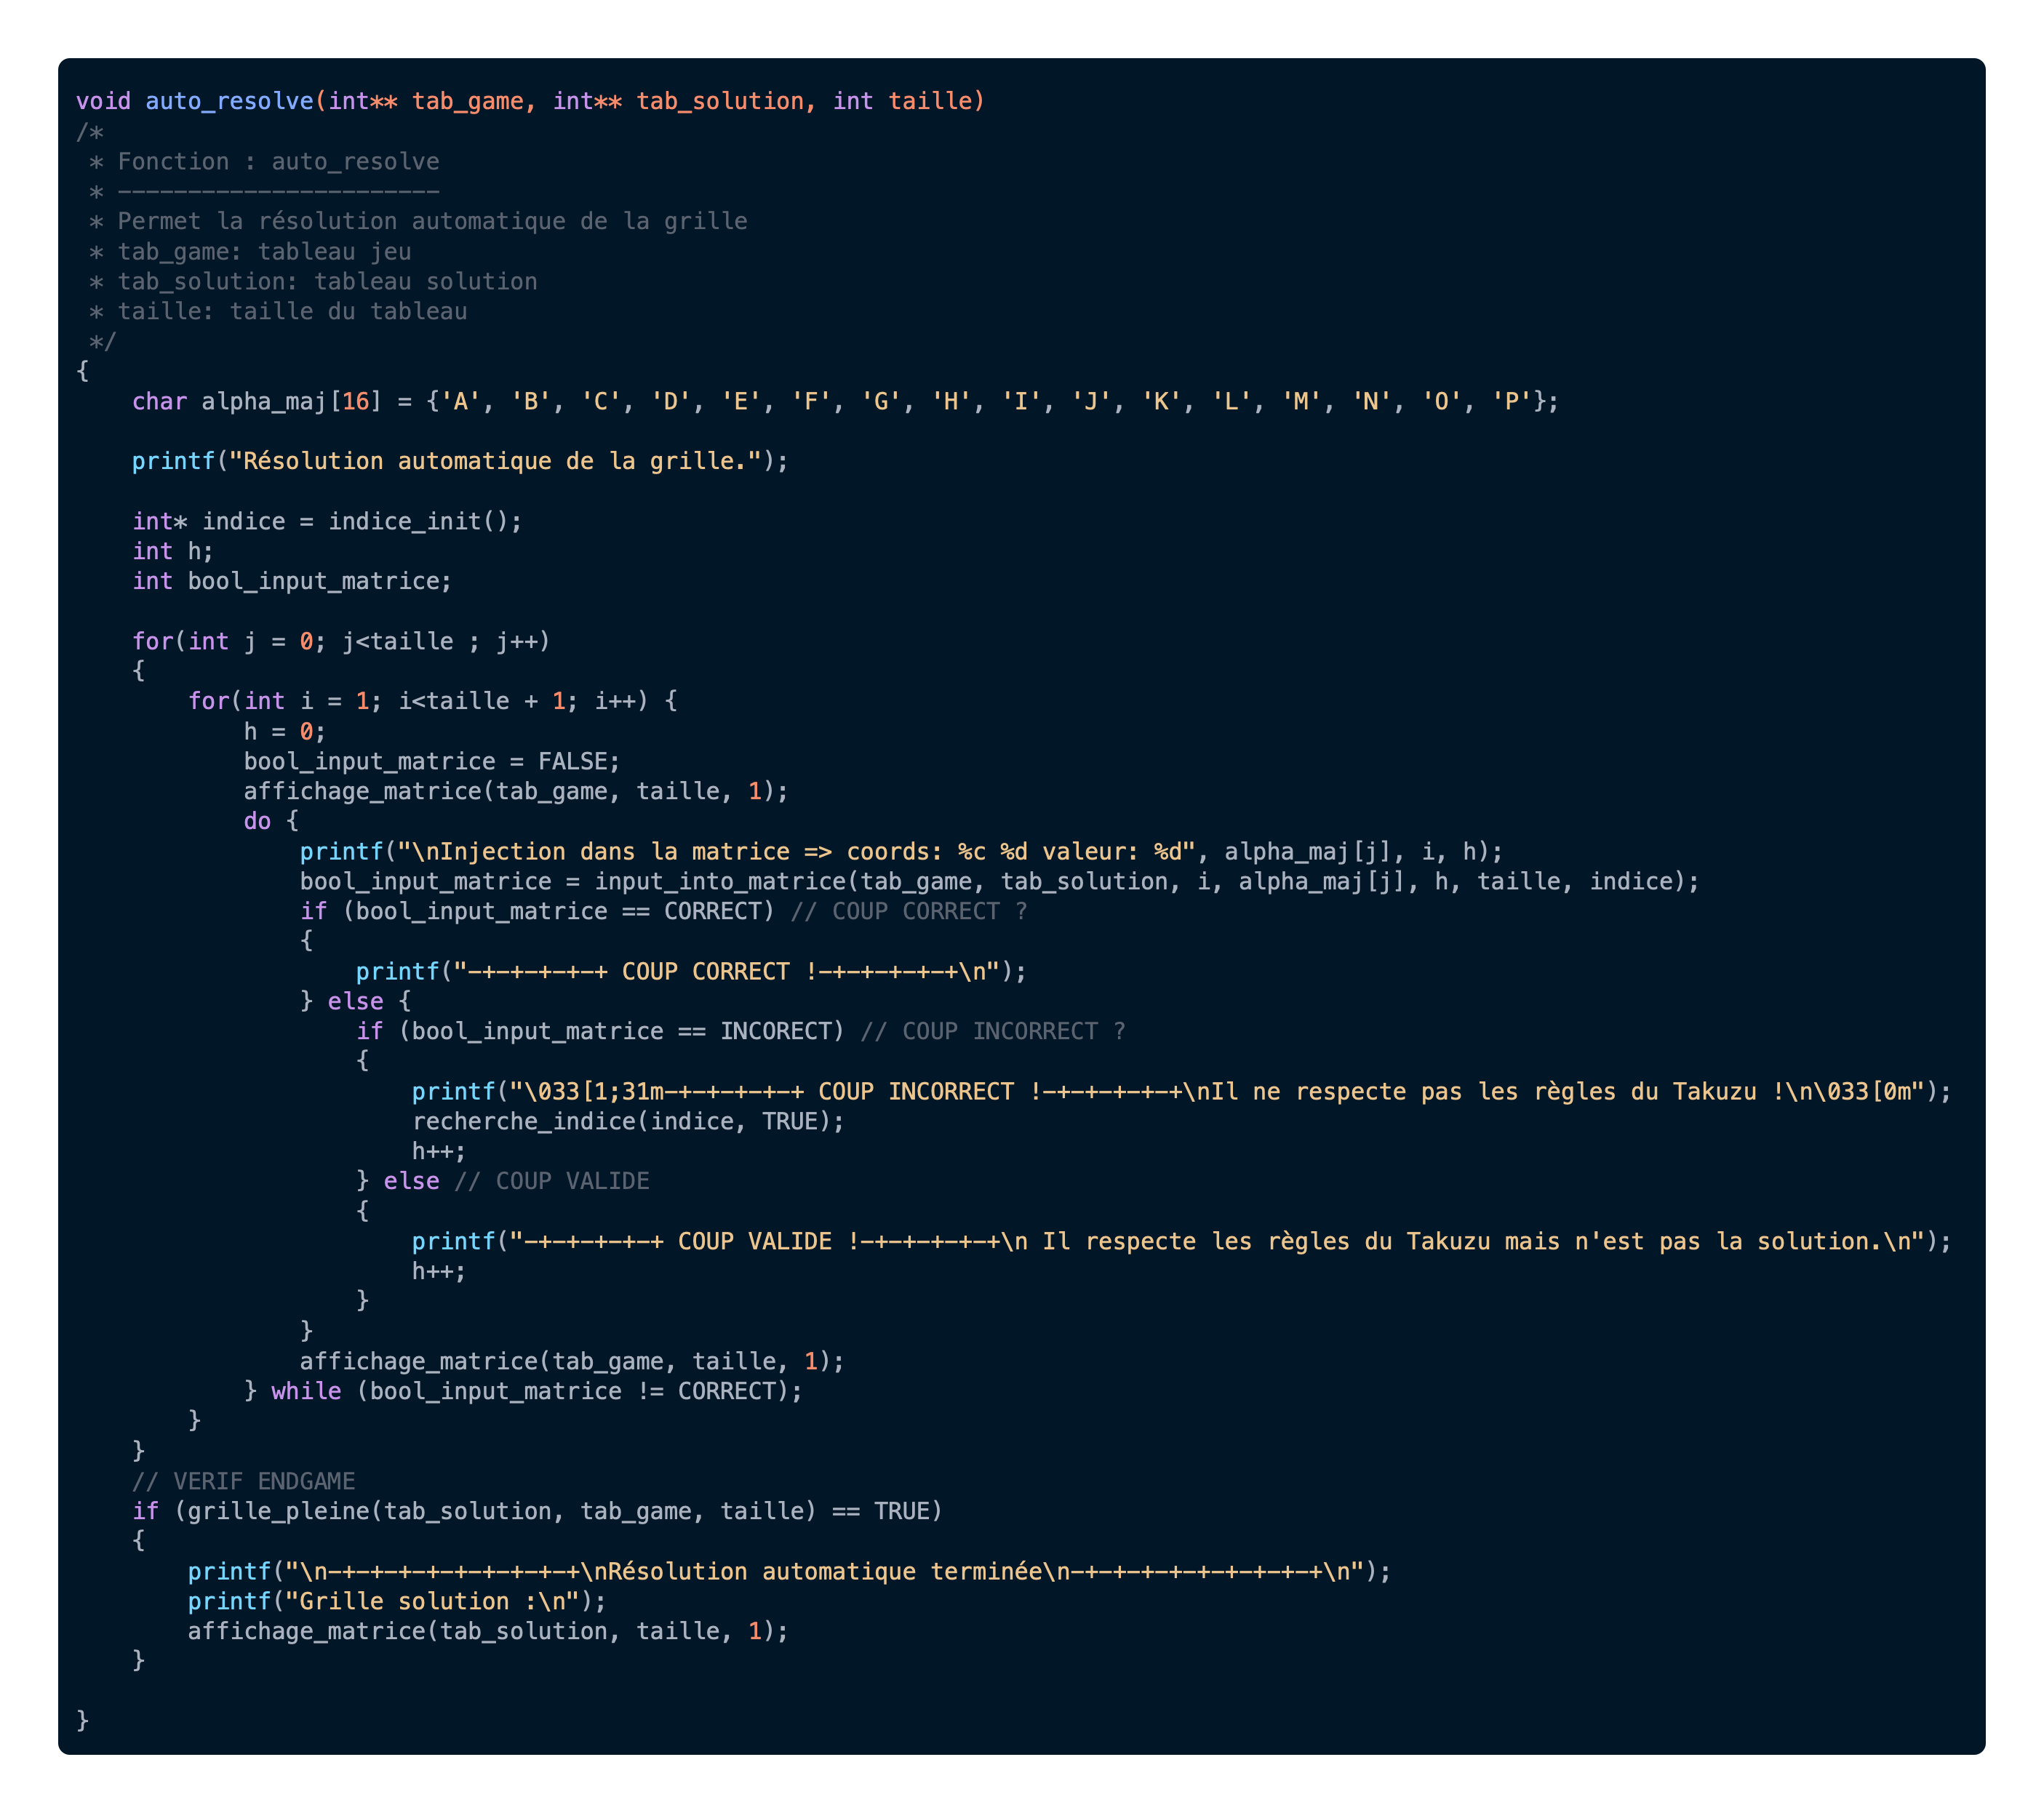 void auto_resolve(int** tab_game, int** tab_solution, int taille)
/*
 * Fonction : auto_resolve
 * -----------------------
 * Permet la résolution automatique de la grille
 * tab_game: tableau jeu
 * tab_solution: tableau solution
 * taille: taille du tableau
 */
{
    char alpha_maj[16] = {'A', 'B', 'C', 'D', 'E', 'F', 'G', 'H', 'I', 'J', 'K', 'L', 'M', 'N', 'O', 'P'};

    printf("Résolution automatique de la grille.");

    int* indice = indice_init();
    int h;
    int bool_input_matrice;

    for(int j = 0; j<taille ; j++)
    {
        for(int i = 1; i<taille + 1; i++) {
            h = 0;
            bool_input_matrice = FALSE;
            affichage_matrice(tab_game, taille, 1);
            do {
                printf("\nInjection dans la matrice => coords: %c %d valeur: %d", alpha_maj[j], i, h);
                bool_input_matrice = input_into_matrice(tab_game, tab_solution, i, alpha_maj[j], h, taille, indice);
                if (bool_input_matrice == CORRECT) // COUP CORRECT ?
                {
                    printf("-+-+-+-+-+ COUP CORRECT !-+-+-+-+-+\n");
                } else {
                    if (bool_input_matrice == INCORECT) // COUP INCORRECT ?
                    {
                        printf("\033[1;31m-+-+-+-+-+ COUP INCORRECT !-+-+-+-+-+\nIl ne respecte pas les règles du Takuzu !\n\033[0m");
                        recherche_indice(indice, TRUE);
                        h++;
                    } else // COUP VALIDE
                    {
                        printf("-+-+-+-+-+ COUP VALIDE !-+-+-+-+-+\n Il respecte les règles du Takuzu mais n'est pas la solution.\n");
                        h++;
                    }
                }
                affichage_matrice(tab_game, taille, 1);
            } while (bool_input_matrice != CORRECT);
        }
    }
    // VERIF ENDGAME
    if (grille_pleine(tab_solution, tab_game, taille) == TRUE)
    {
        printf("\n-+-+-+-+-+-+-+-+-+\nRésolution automatique terminée\n-+-+-+-+-+-+-+-+-+\n");
        printf("Grille solution :\n");
        affichage_matrice(tab_solution, taille, 1);
    }

}